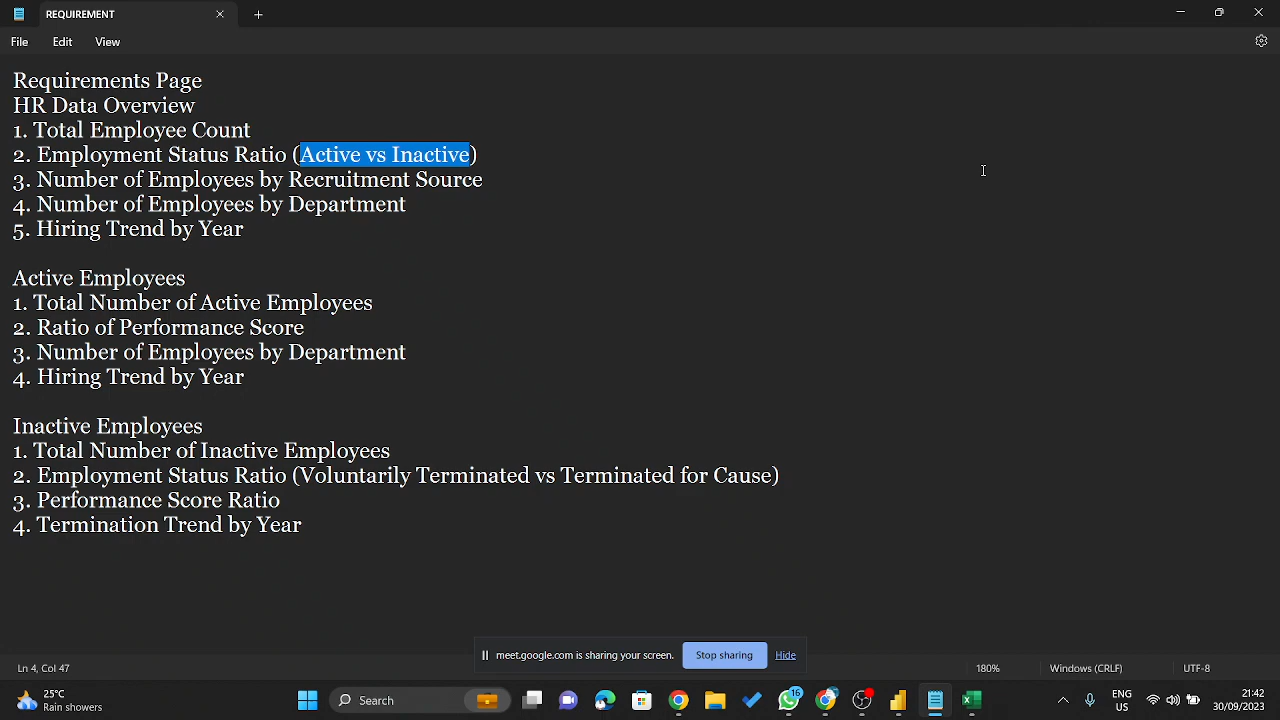 REQUIREMENT
File Edit View
Requirements Page
HR Data Overview
1. Total Employee Count
2. Employment Status Ratio (Active vs Inactive)
3. Number of Employees by Recruitment Source
4. Number of Employees by Department
5. Hiring Trend by Year
Active Employees
1. Total Number of Active Employees
2. Ratio of Performance Score
3. Number of Employees by Department
4. Hiring Trend by Year
Inactive Employees
1. Total Number of Inactive Employees
2. Employment Status Ratio (Voluntarily Terminated vs Terminated for Cause)
3. Performance Score Ratio
4. Termination Trend by Year
meet.google.com is sharing your screen. Stop sharing Hide
Ln 4, Col 47 180% Windows (CRLF) UTF-8
25°C
Rain showers
Search
16
ENG
US
21:42
30/09/2023